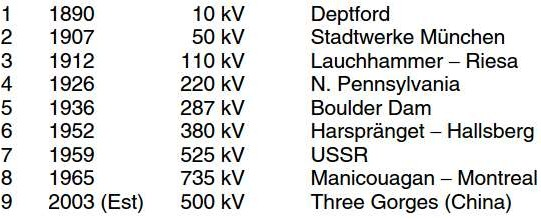 1 1890 10 kV Deptford
2 1907 50 kV Stadtwerke München
3 1912 110 kV Lauchhammer – Riesa
4 1926 220 kV N. Pennsylvania
5 1936 287 kV Boulder Dam
6 1952 380 kV Harspränget – Hallsberg
7 1959 525 kV USSR
8 1965 735 kV Manicouagan – Montreal
9 2003 (Est) 500 kV Three Gorges (China)